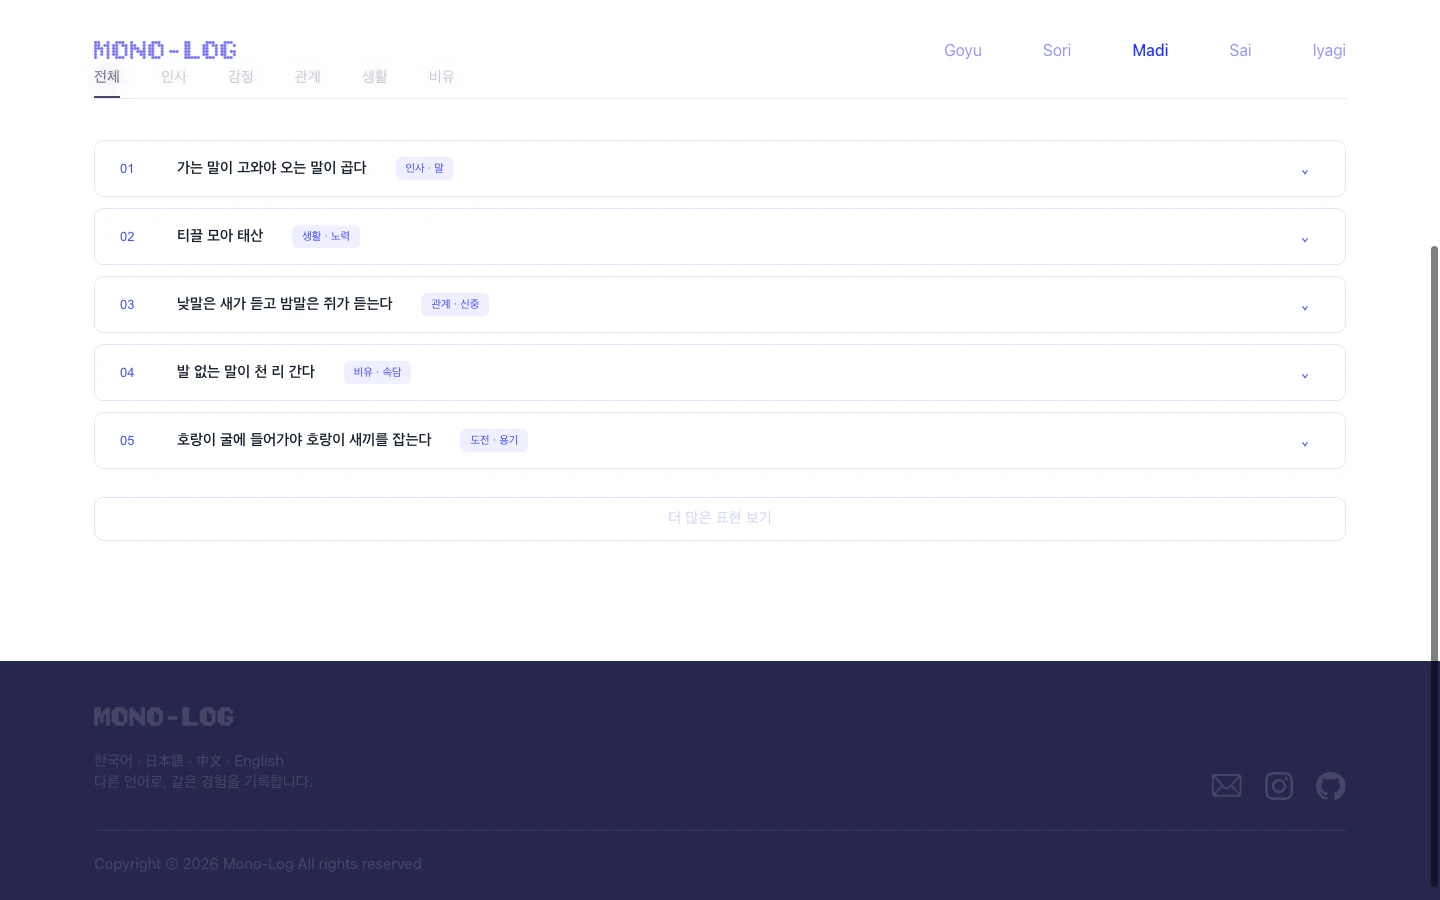 MONO-LOG
Goyu Sori Madi Sai Iyagi
전체 인사 감정 관계 생활 비유
01 가는 말이 고와야 오는 말이 곱다 인사 · 말
02 티끌 모아 태산 생활 · 노력
03 낮말은 새가 듣고 밤말은 쥐가 듣는다 관계 · 신중
04 발 없는 말이 천 리 간다 비유 · 속담
05 호랑이 굴에 들어가야 호랑이 새끼를 잡는다 도전 · 용기
더 많은 표현 보기
MONO-LOG
한국어 · 日本語 · 中文 · English
다른 언어로, 같은 경험을 기록합니다.
Copyright © 2026 Mono-Log All rights reserved